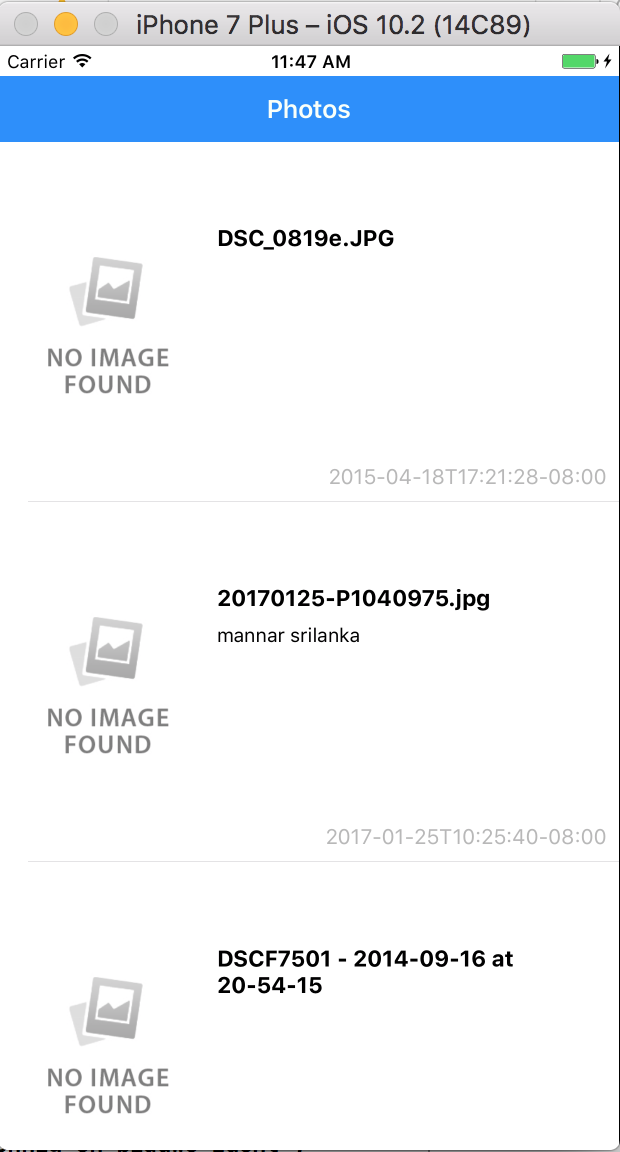 iPhone 7 Plus – iOS 10.2 (14C89)
Carrier 11:47 AM
Photos
DSC_0819e.JPG
NO IMAGE
FOUND
2015-04-18T17:21:28-08:00
20170125-P1040975.jpg
mannar srilanka
NO IMAGE
FOUND
2017-01-25T10:25:40-08:00
DSCF7501 - 2014-09-16 at
20-54-15
NO IMAGE
FOUND